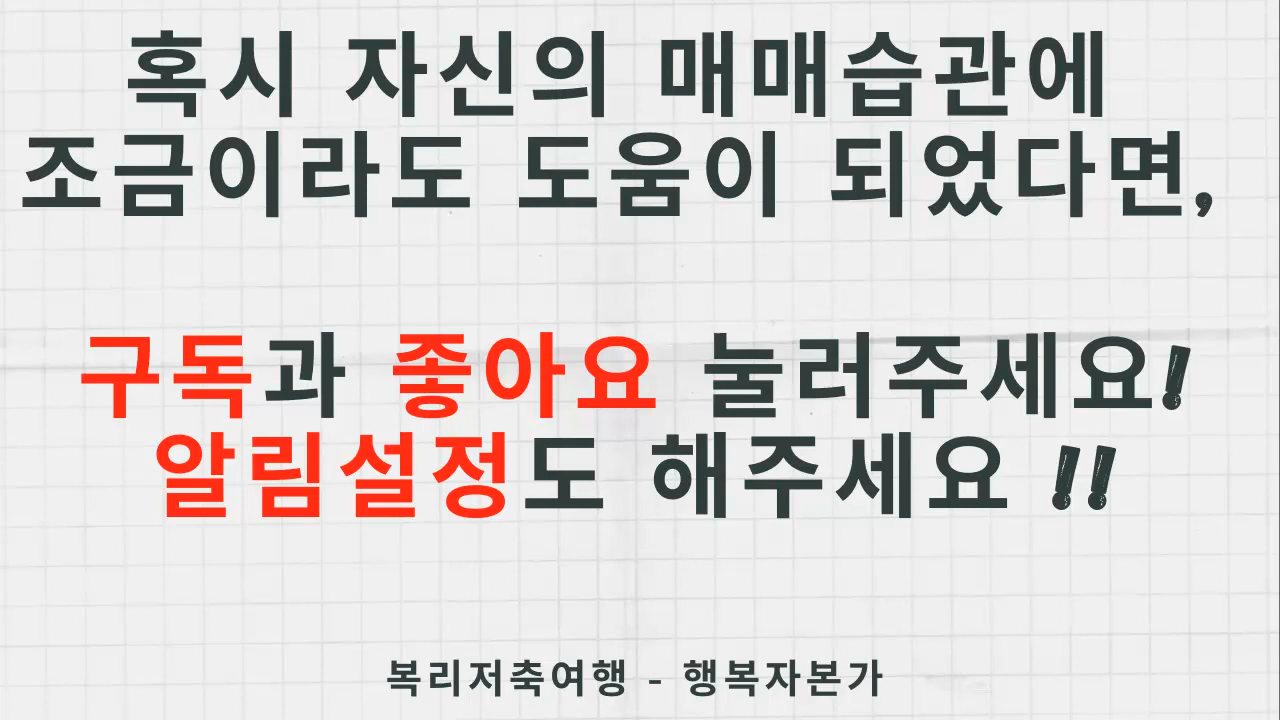 혹시 자신의 매매습관에
조금이라도 도움이 되었다면,
구독과 좋아요 눌러주세요!
알림설정도 해주세요 !!
복리저축여행 - 행복자본가